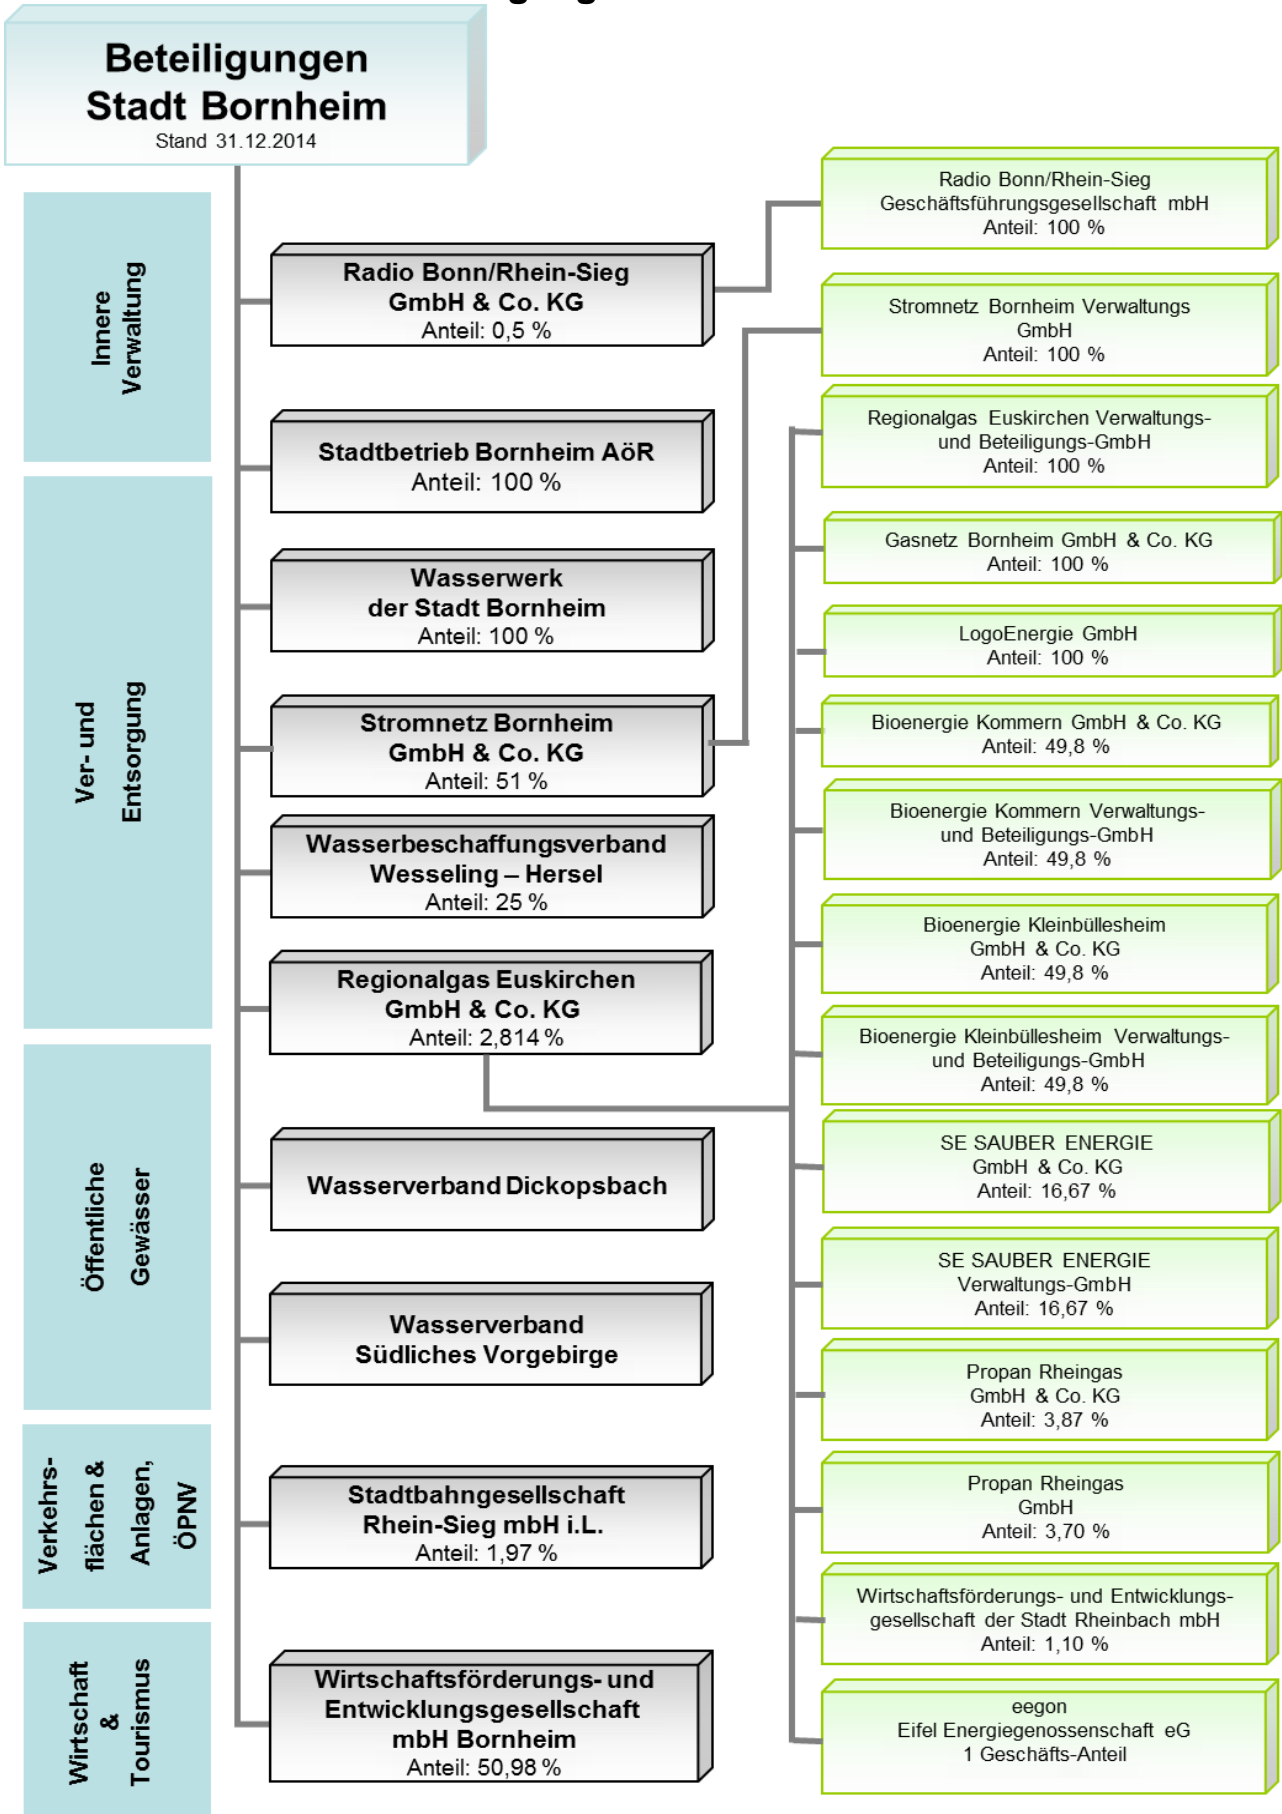 Beteiligungen
Stadt Bornheim
Stand 31.12.2014
Innere
Verwaltung
Ver- und
Entsorgung
Öffentliche
Gewässer
Verkehrs-
flächen &
Anlagen,
ÖPNV
Wirtschaft
&
Tourismus
Radio Bonn/Rhein-Sieg
GmbH & Co. KG
Anteil: 0,5 %
Stadtbetrieb Bornheim AöR
Anteil: 100 %
Wasserwerk
der Stadt Bornheim
Anteil: 100 %
Stromnetz Bornheim
GmbH & Co. KG
Anteil: 51 %
Wasserbeschaffungsverband
Wesseling – Hersel
Anteil: 25 %
Regionalgas Euskirchen
GmbH & Co. KG
Anteil: 2,814 %
Wasserverband Dickopsbach
Wasserverband
Südliches Vorgebirge
Stadtbahngesellschaft
Rhein-Sieg mbH i.L.
Anteil: 1,97 %
Wirtschaftsförderungs- und
Entwicklungsgesellschaft
mbH Bornheim
Anteil: 50,98 %
Radio Bonn/Rhein-Sieg
Geschäftsführungsgesellschaft mbH
Anteil: 100 %
Stromnetz Bornheim Verwaltungs
GmbH
Anteil: 100 %
Regionalgas Euskirchen Verwaltungs-
und Beteiligungs-GmbH
Anteil: 100 %
Gasnetz Bornheim GmbH & Co. KG
Anteil: 100 %
LogoEnergie GmbH
Anteil: 100 %
Bioenergie Kommern GmbH & Co. KG
Anteil: 49,8 %
Bioenergie Kommern Verwaltungs-
und Beteiligungs-GmbH
Anteil: 49,8 %
Bioenergie Kleinbüllesheim
GmbH & Co. KG
Anteil: 49,8 %
Bioenergie Kleinbüllesheim Verwaltungs-
und Beteiligungs-GmbH
Anteil: 49,8 %
SE SAUBER ENERGIE
GmbH & Co. KG
Anteil: 16,67 %
SE SAUBER ENERGIE
Verwaltungs-GmbH
Anteil: 16,67 %
Propan Rheingas
GmbH & Co. KG
Anteil: 3,87 %
Propan Rheingas
GmbH
Anteil: 3,70 %
Wirtschaftsförderungs- und Entwicklungs-
gesellschaft der Stadt Rheinbach mbH
Anteil: 1,10 %
eegon
Eifel Energiegenossenschaft eG
1 Geschäfts-Anteil